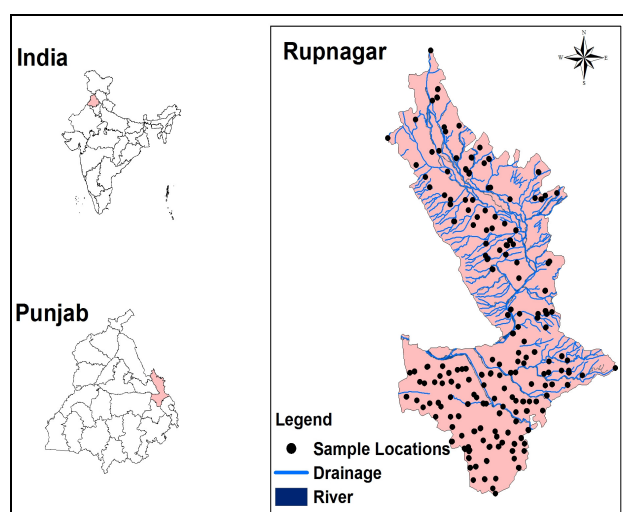 India
Punjab
Rupnagar
N
W E
S
Legend
Sample Locations
Drainage
River